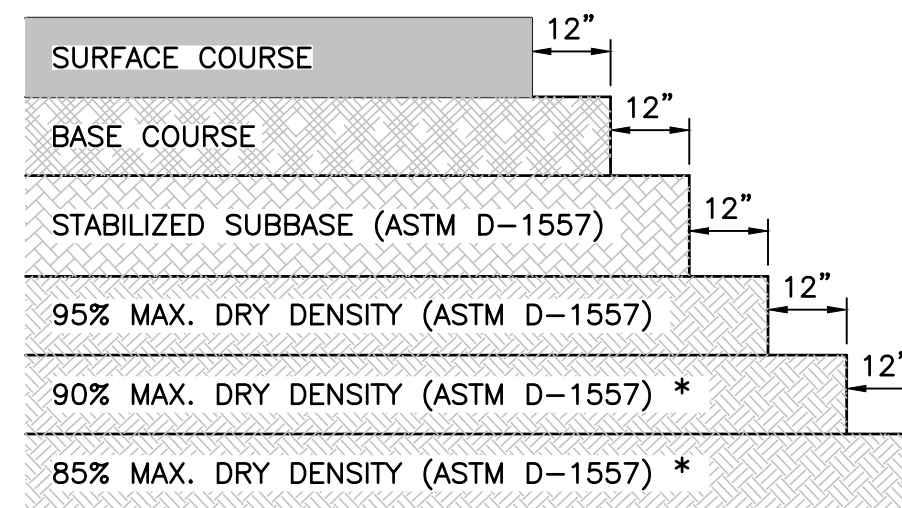 12”
SURFACE COURSE
12”
BASE COURSE
12”
STABILIZED SUBBASE (ASTM D–1557)
12”
95% MAX. DRY DENSITY (ASTM D–1557)
12”
90% MAX. DRY DENSITY (ASTM D–1557) *
85% MAX. DRY DENSITY (ASTM D–1557) *